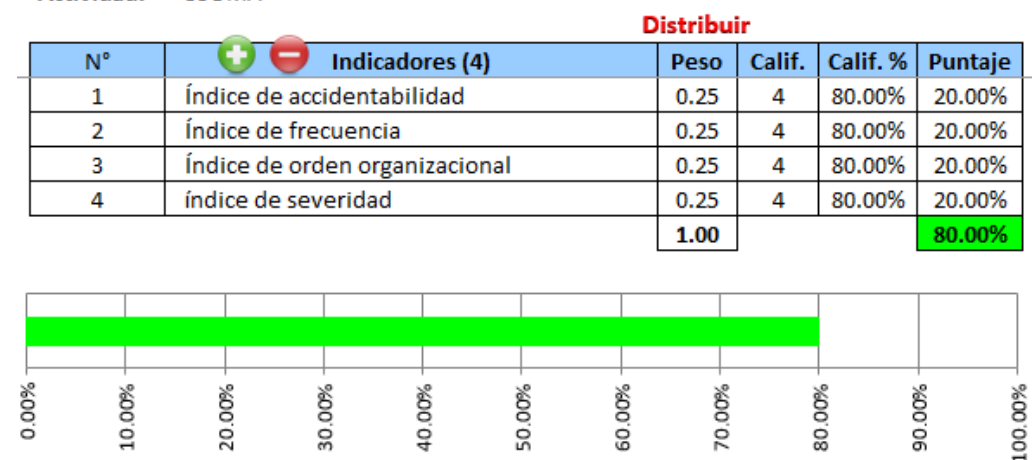 Distribuir
N° Indicadores (4) Peso Calif. Calif. % Puntaje
1 Índice de accidentabilidad 0.25 4 80.00% 20.00%
2 Índice de frecuencia 0.25 4 80.00% 20.00%
3 Índice de orden organizacional 0.25 4 80.00% 20.00%
4 índice de severidad 0.25 4 80.00% 20.00%
1.00 80.00%
0.00% 10.00% 20.00% 30.00% 40.00% 50.00% 60.00% 70.00% 80.00% 90.00% 100.00%